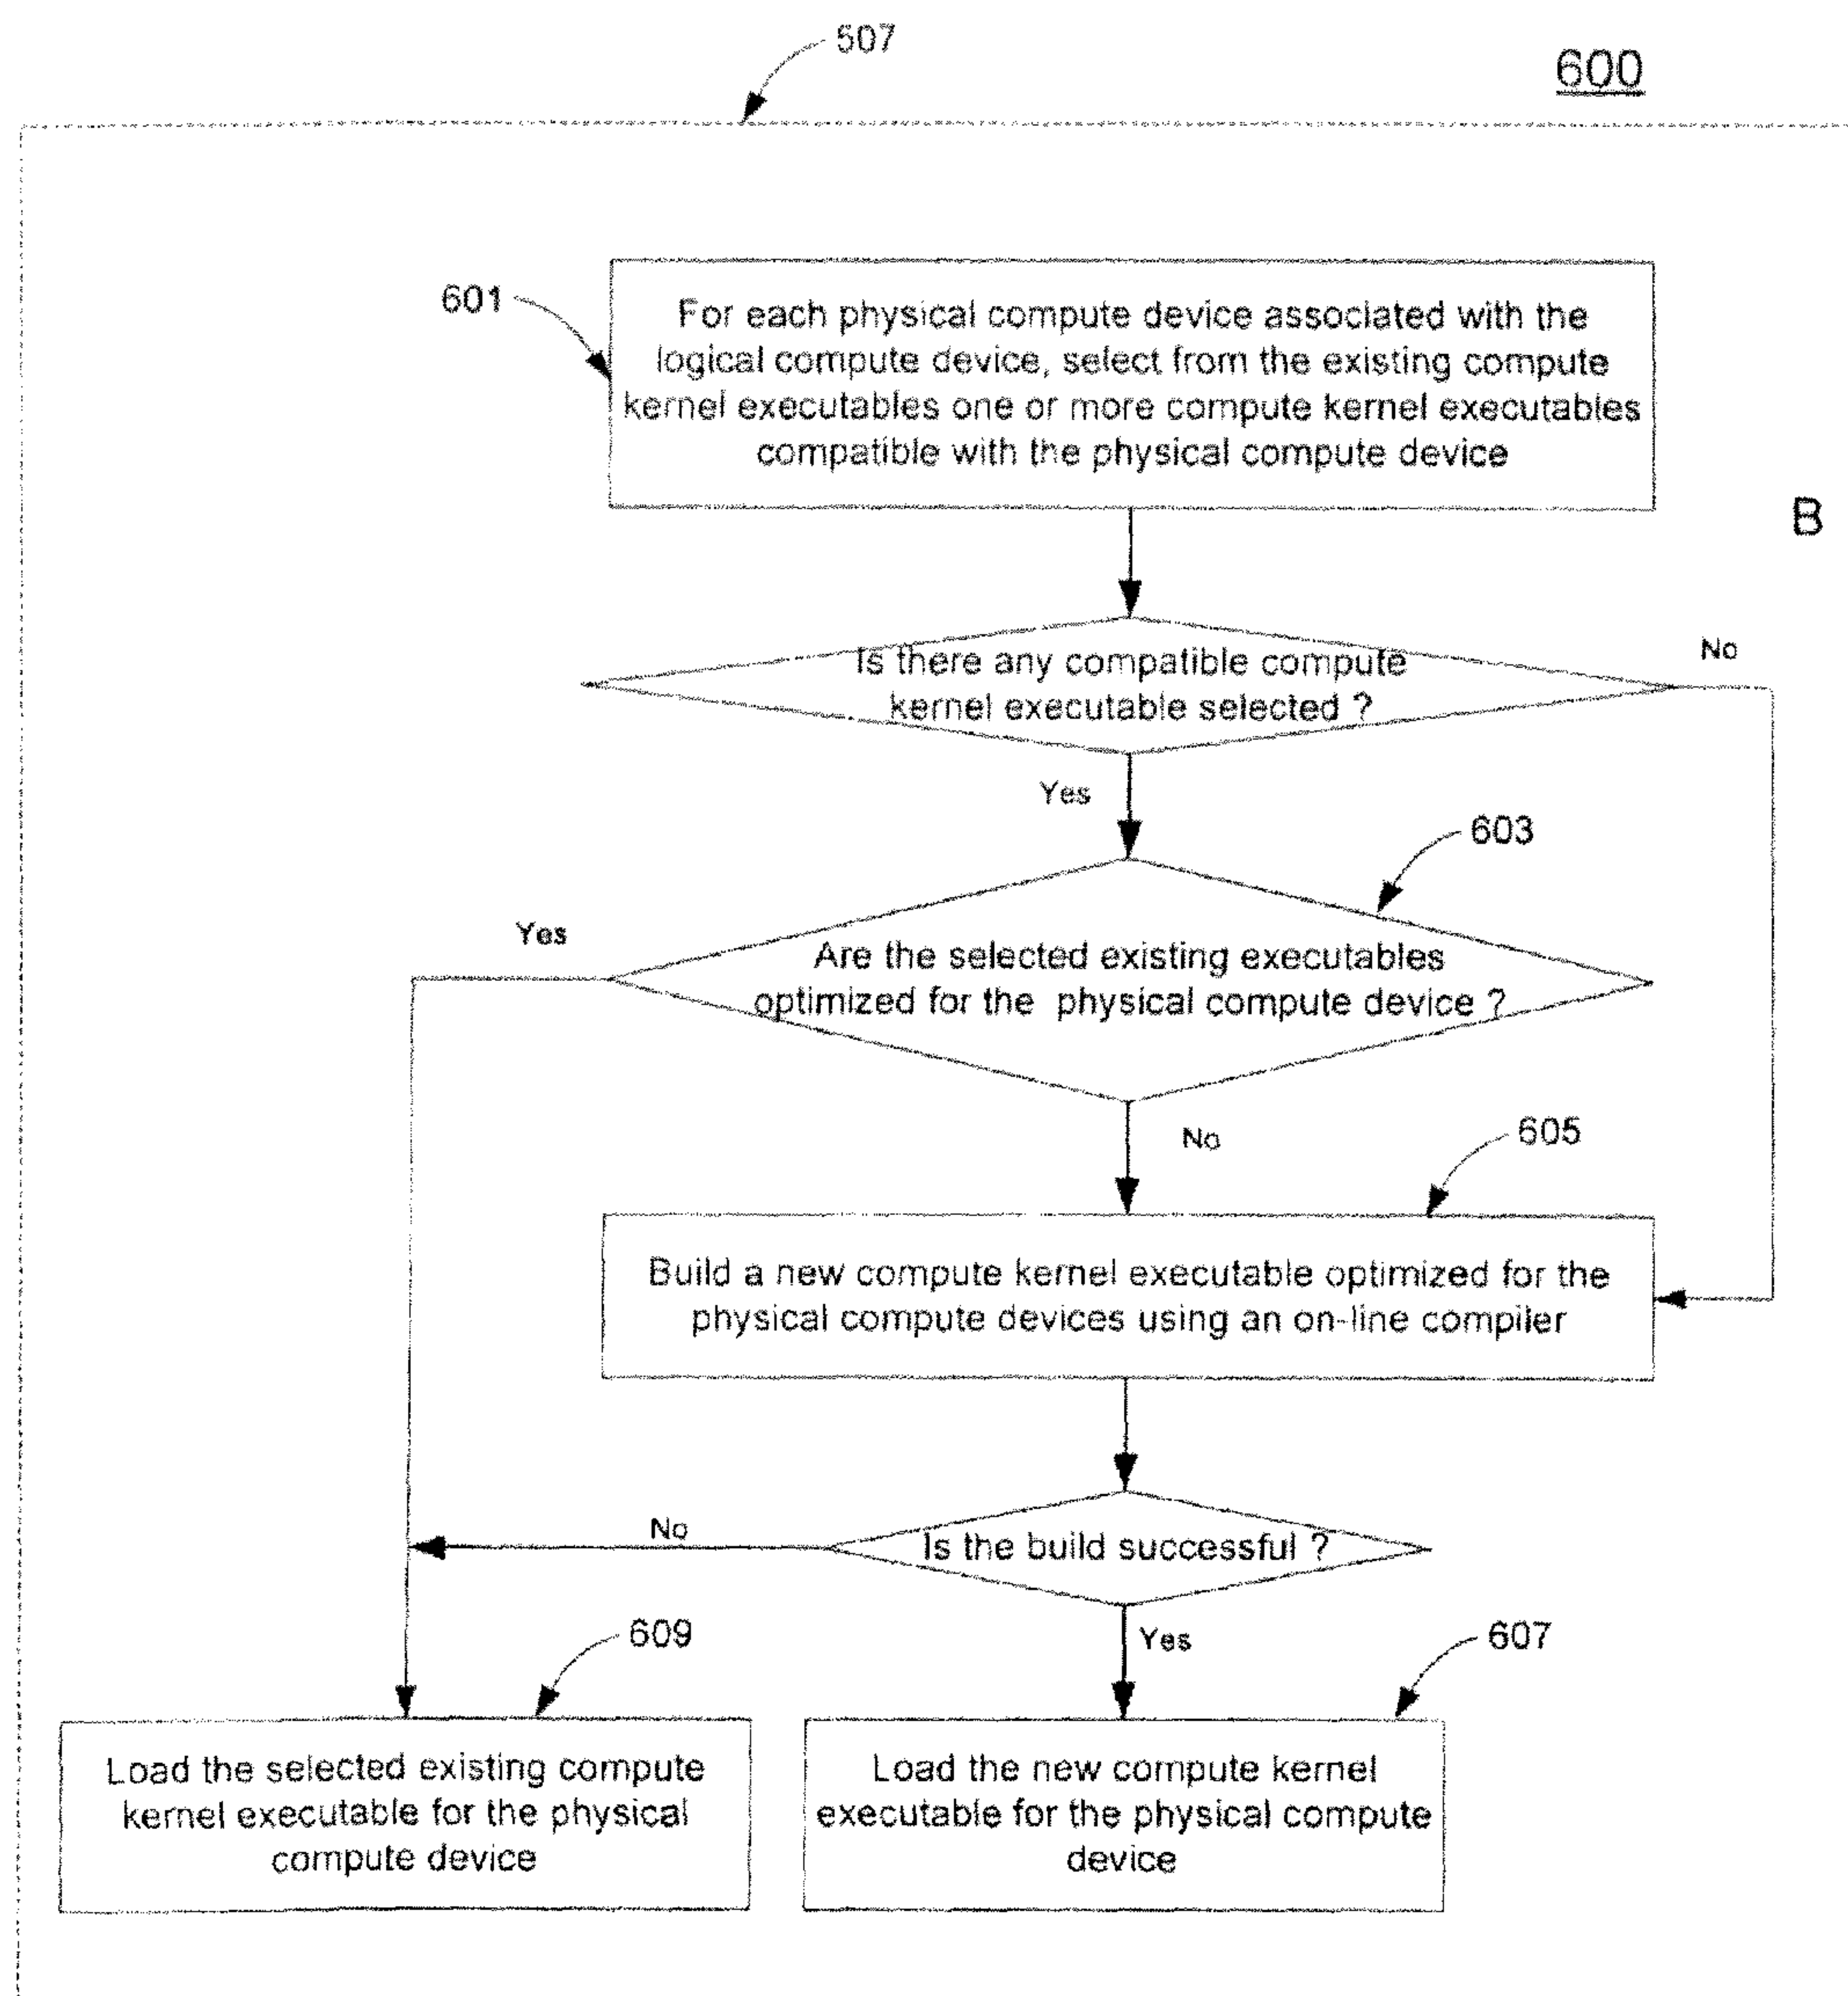 507
600
601
For each physical compute device associated with the
logical compute device, select from the existing compute
kernel executables one or more compute kernel executables
compatible with the physical compute device
B
Is there any compatible compute
kernel executable selected ?
No
Yes
603
Yes
Are the selected existing executables
optimized for the physical compute device ?
No
605
Build a new compute kernel executable optimized for the
physical compute devices using an on-line compiler
No
Is the build successful ?
609
Yes
607
Load the selected existing compute
kernel executable for the physical
compute device
Load the new compute kernel
executable for the physical compute
device